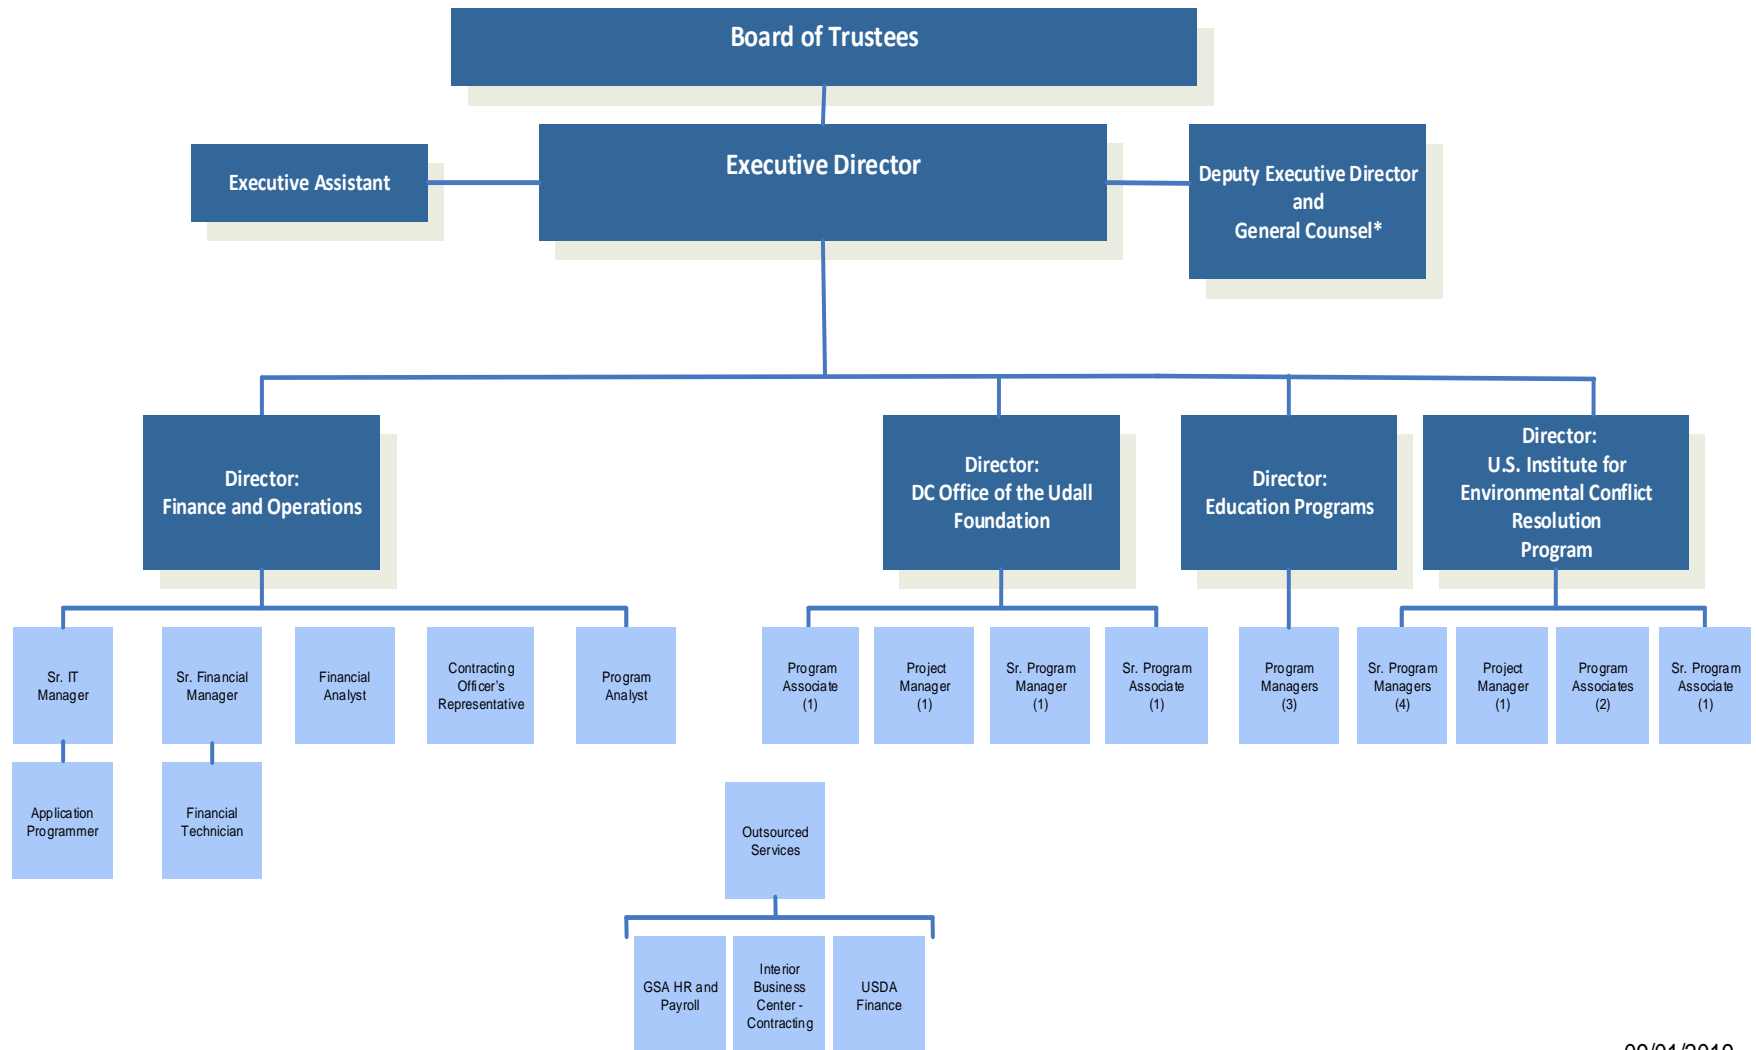 Board of Trustees
Executive Assistant
Executive Director
Deputy Executive Director
and
General Counsel*
Director:
Finance and Operations
Director:
DC Office of the Udall
Foundation
Director:
Education Programs
Director:
U.S. Institute for
Environmental Conflict
Resolution
Program
Sr. IT
Manager
Sr. Financial
Manager
Financial
Analyst
Contracting
Officer's
Representative
Program
Analyst
Program
Associate
(1)
Project
Manager
(1)
Sr. Program
Manager
(1)
Sr. Program
Associate
(1)
Program
Managers
(3)
Sr. Program
Managers
(4)
Project
Manager
(1)
Program
Associates
(2)
Sr. Program
Associate
(1)
Application
Programmer
Financial
Technician
Outsourced
Services
GSA HR and
Payroll
Interior
Business
Center -
Contracting
USDA
Finance